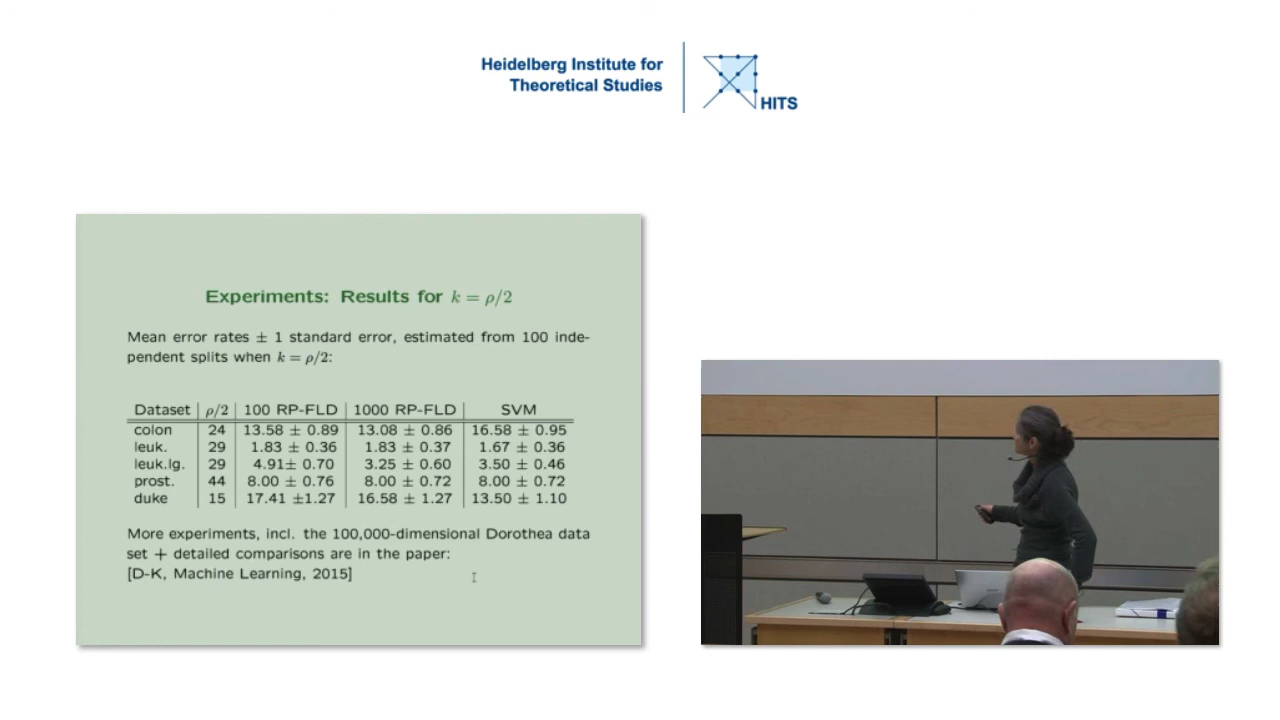 Heidelberg Institute for
Theoretical Studies
HITS
Experiments: Results for k = ρ/2
Mean error rates ± 1 standard error, estimated from 100 inde-
pendent splits when k = ρ/2:
Dataset ρ/2 100 RP-FLD 1000 RP-FLD SVM
colon 24 13.58 ± 0.89 13.08 ± 0.86 16.58 ± 0.95
leuk. 29 1.83 ± 0.36 1.83 ± 0.37 1.67 ± 0.36
leuk.lg. 29 4.91± 0.70 3.25 ± 0.60 3.50 ± 0.46
prost. 44 8.00 ± 0.76 8.00 ± 0.72 8.00 ± 0.72
duke 15 17.41 ±1.27 16.58 ± 1.27 13.50 ± 1.10
More experiments, incl. the 100,000-dimensional Dorothea data
set + detailed comparisons are in the paper:
[D-K, Machine Learning, 2015]